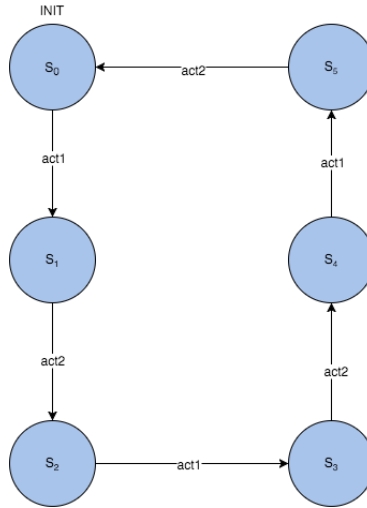 INIT
S₀
act2
S₅
act1
act1
S₁
S₄
act2
act2
S₂
act1
S₃